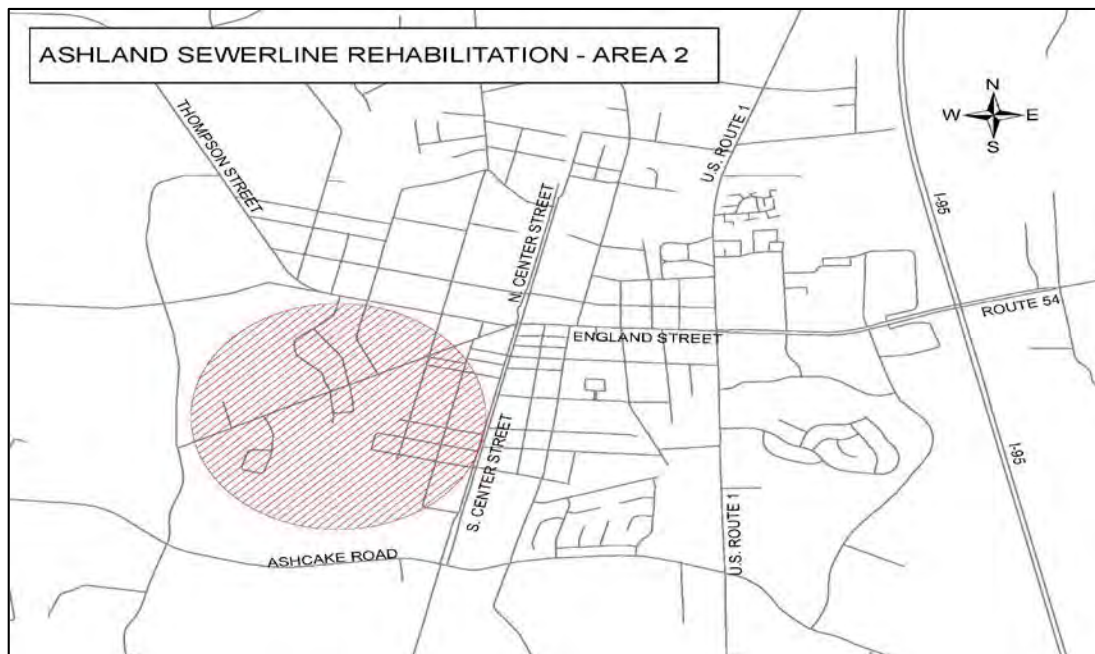 ASHLAND SEWERLINE REHABILITATION - AREA 2
N
W E
S
THOMPSON STREET
U.S. ROUTE 1
I-95
N. CENTER STREET
ROUTE 54
ENGLAND STREET
S. CENTER STREET
I-95
U.S. ROUTE 1
ASHCAKE ROAD